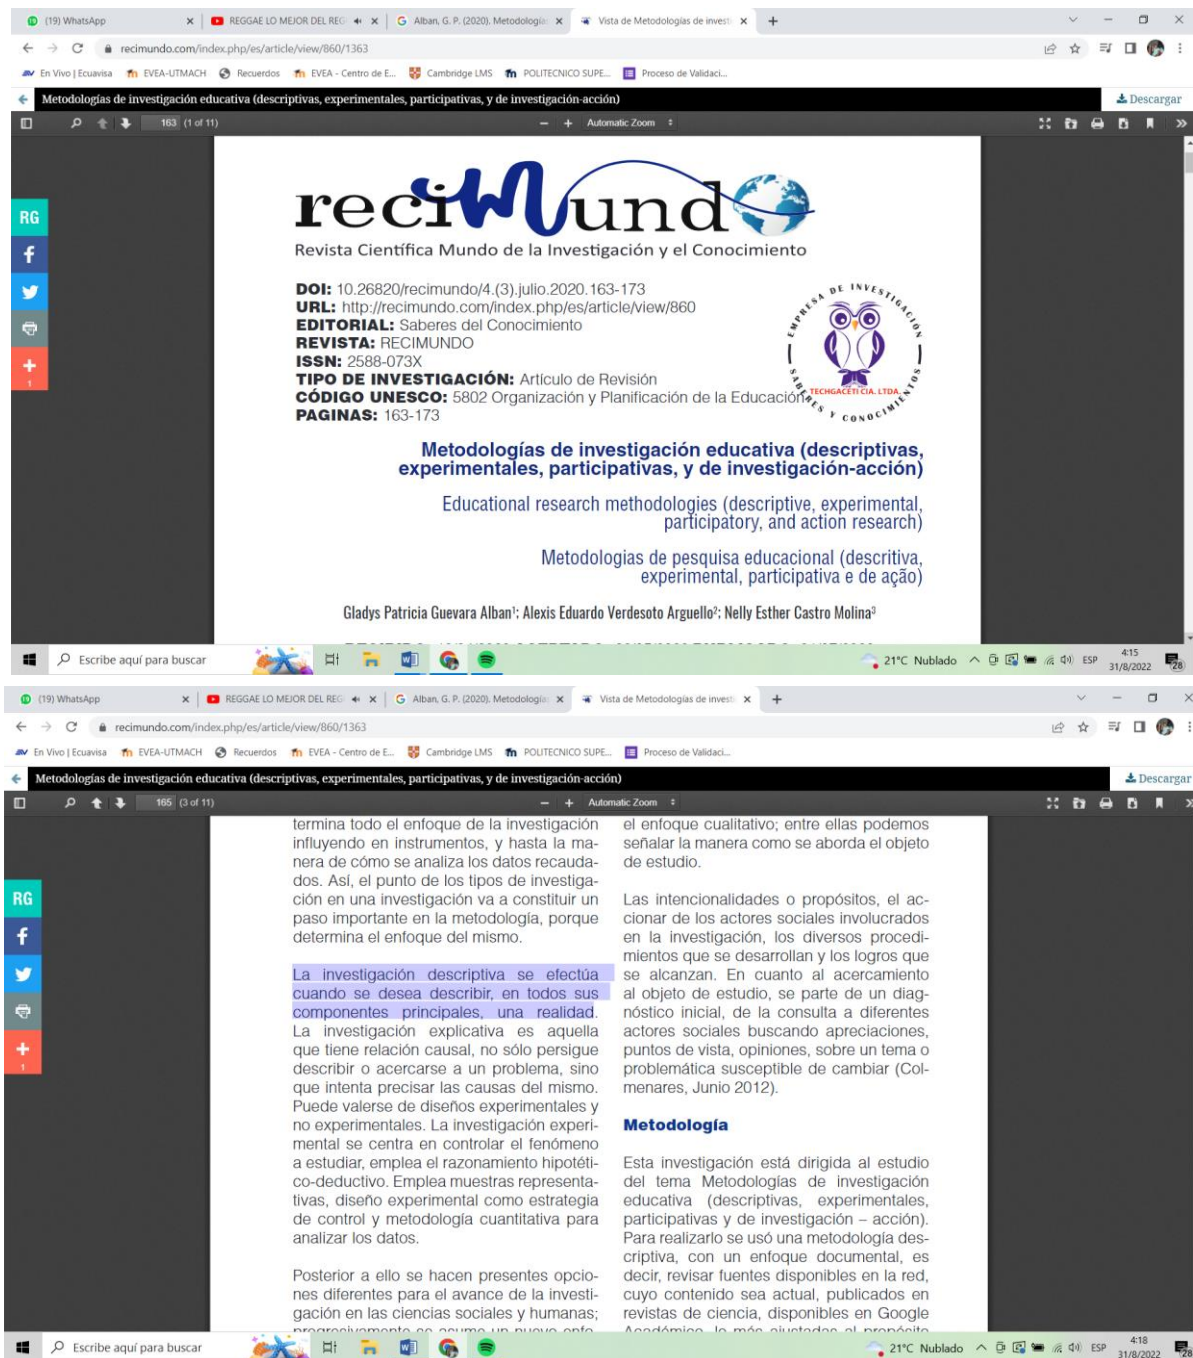 (19) WhatsApp
REGGAE LO MEJOR DEL REG
Alban, G. P. (2020). Metodología
Vista de Metodologías de investi
recimundo.com/index.php/es/article/view/860/1363
En Vivo | Ecuavisa
EVEA-UTMACH
Recuerdos
EVEA - Centro de E...
Cambridge LMS
POLITECNICO SUPE...
Proceso de Validaci...
Metodologías de investigación educativa (descriptivas, experimentales, participativas, y de investigación-acción)
Descargar
163 (1 of 11)
Automatic Zoom
RG
1
reciMundo
Revista Científica Mundo de la Investigación y el Conocimiento
DOI: 10.26820/recimundo/4.(3).julio.2020.163-173
URL: http://recimundo.com/index.php/es/article/view/860
EDITORIAL: Saberes del Conocimiento
REVISTA: RECIMUNDO
ISSN: 2588-073X
TIPO DE INVESTIGACIÓN: Artículo de Revisión
CÓDIGO UNESCO: 5802 Organización y Planificación de la Educación
PAGINAS: 163-173
EMPRESA DE INVESTIGACIÓN
TECHGACETI CIA. LTDA.
SABERES Y CONOCIMIENTOS
Metodologías de investigación educativa (descriptivas,
experimentales, participativas, y de investigación-acción)
Educational research methodologies (descriptive, experimental,
participatory, and action research)
Metodologias de pesquisa educacional (descritiva,
experimental, participativa e de ação)
Gladys Patricia Guevara Alban¹; Alexis Eduardo Verdesoto Arguello²; Nelly Esther Castro Molina³
Escribe aquí para buscar
21°C Nublado
ESP
4:15
31/8/2022
28
(19) WhatsApp
REGGAE LO MEJOR DEL REG
Alban, G. P. (2020). Metodología
Vista de Metodologías de investi
recimundo.com/index.php/es/article/view/860/1363
En Vivo | Ecuavisa
EVEA-UTMACH
Recuerdos
EVEA - Centro de E...
Cambridge LMS
POLITECNICO SUPE...
Proceso de Validaci...
Metodologías de investigación educativa (descriptivas, experimentales, participativas, y de investigación-acción)
Descargar
165 (3 of 11)
Automatic Zoom
RG
1
termina todo el enfoque de la investigación
influyendo en instrumentos, y hasta la ma-
nera de cómo se analiza los datos recauda-
dos. Así, el punto de los tipos de investiga-
ción en una investigación va a constituir un
paso importante en la metodología, porque
determina el enfoque del mismo.
La investigación descriptiva se efectúa
cuando se desea describir, en todos sus
componentes principales, una realidad.
La investigación explicativa es aquella
que tiene relación causal, no sólo persigue
describir o acercarse a un problema, sino
que intenta precisar las causas del mismo.
Puede valerse de diseños experimentales y
no experimentales. La investigación experi-
mental se centra en controlar el fenómeno
a estudiar, emplea el razonamiento hipotéti-
co-deductivo. Emplea muestras representa-
tivas, diseño experimental como estrategia
de control y metodología cuantitativa para
analizar los datos.
Posterior a ello se hacen presentes opcio-
nes diferentes para el avance de la investi-
gación en las ciencias sociales y humanas;
el enfoque cualitativo; entre ellas podemos
señalar la manera como se aborda el objeto
de estudio.
Las intencionalidades o propósitos, el ac-
cionar de los actores sociales involucrados
en la investigación, los diversos procedi-
mientos que se desarrollan y los logros que
se alcanzan. En cuanto al acercamiento
al objeto de estudio, se parte de un diag-
nóstico inicial, de la consulta a diferentes
actores sociales buscando apreciaciones,
puntos de vista, opiniones, sobre un tema o
problemática susceptible de cambiar (Col-
menares, Junio 2012).
Metodología
Esta investigación está dirigida al estudio
del tema Metodologías de investigación
educativa (descriptivas, experimentales,
participativas y de investigación – acción).
Para realizarlo se usó una metodología des-
criptiva, con un enfoque documental, es
decir, revisar fuentes disponibles en la red,
cuyo contenido sea actual, publicados en
revistas de ciencia, disponibles en Google
Académico, lo más ajustadas al propósito
Escribe aquí para buscar
21°C Nublado
ESP
4:18
31/8/2022
28